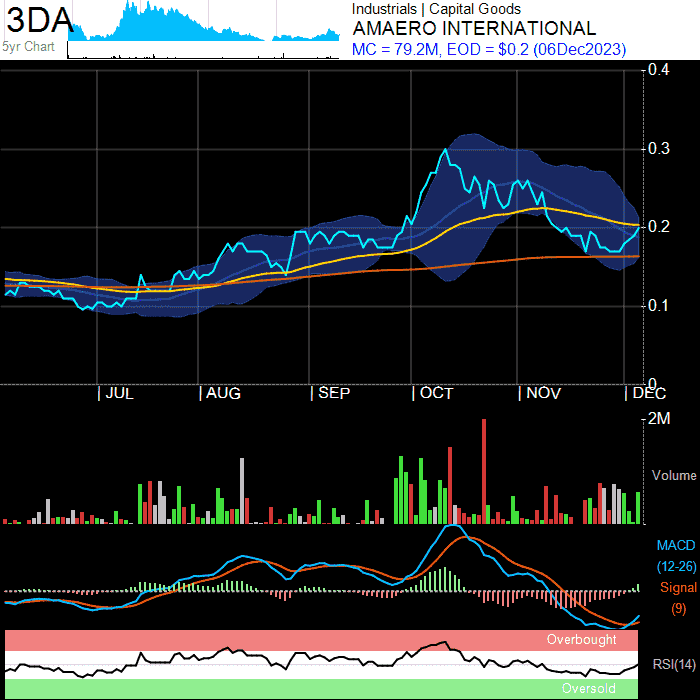 3DA
5yr Chart
Industrials | Capital Goods
AMAERO INTERNATIONAL
MC = 79.2M, EOD = $0.2 (06Dec2023)
0.4
0.3
0.2
0.1
0
| JUL | AUG | SEP | OCT | NOV | DEC
2M
Volume
MACD
(12-26)
Signal
(9)
Overbought
RSI(14)
Oversold